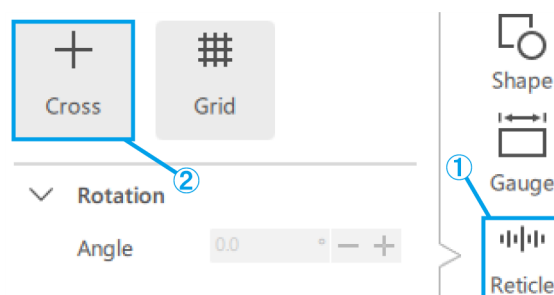 Cross
Grid
②
Rotation
Angle
0.0 °
Shape
Gauge
①
Reticle